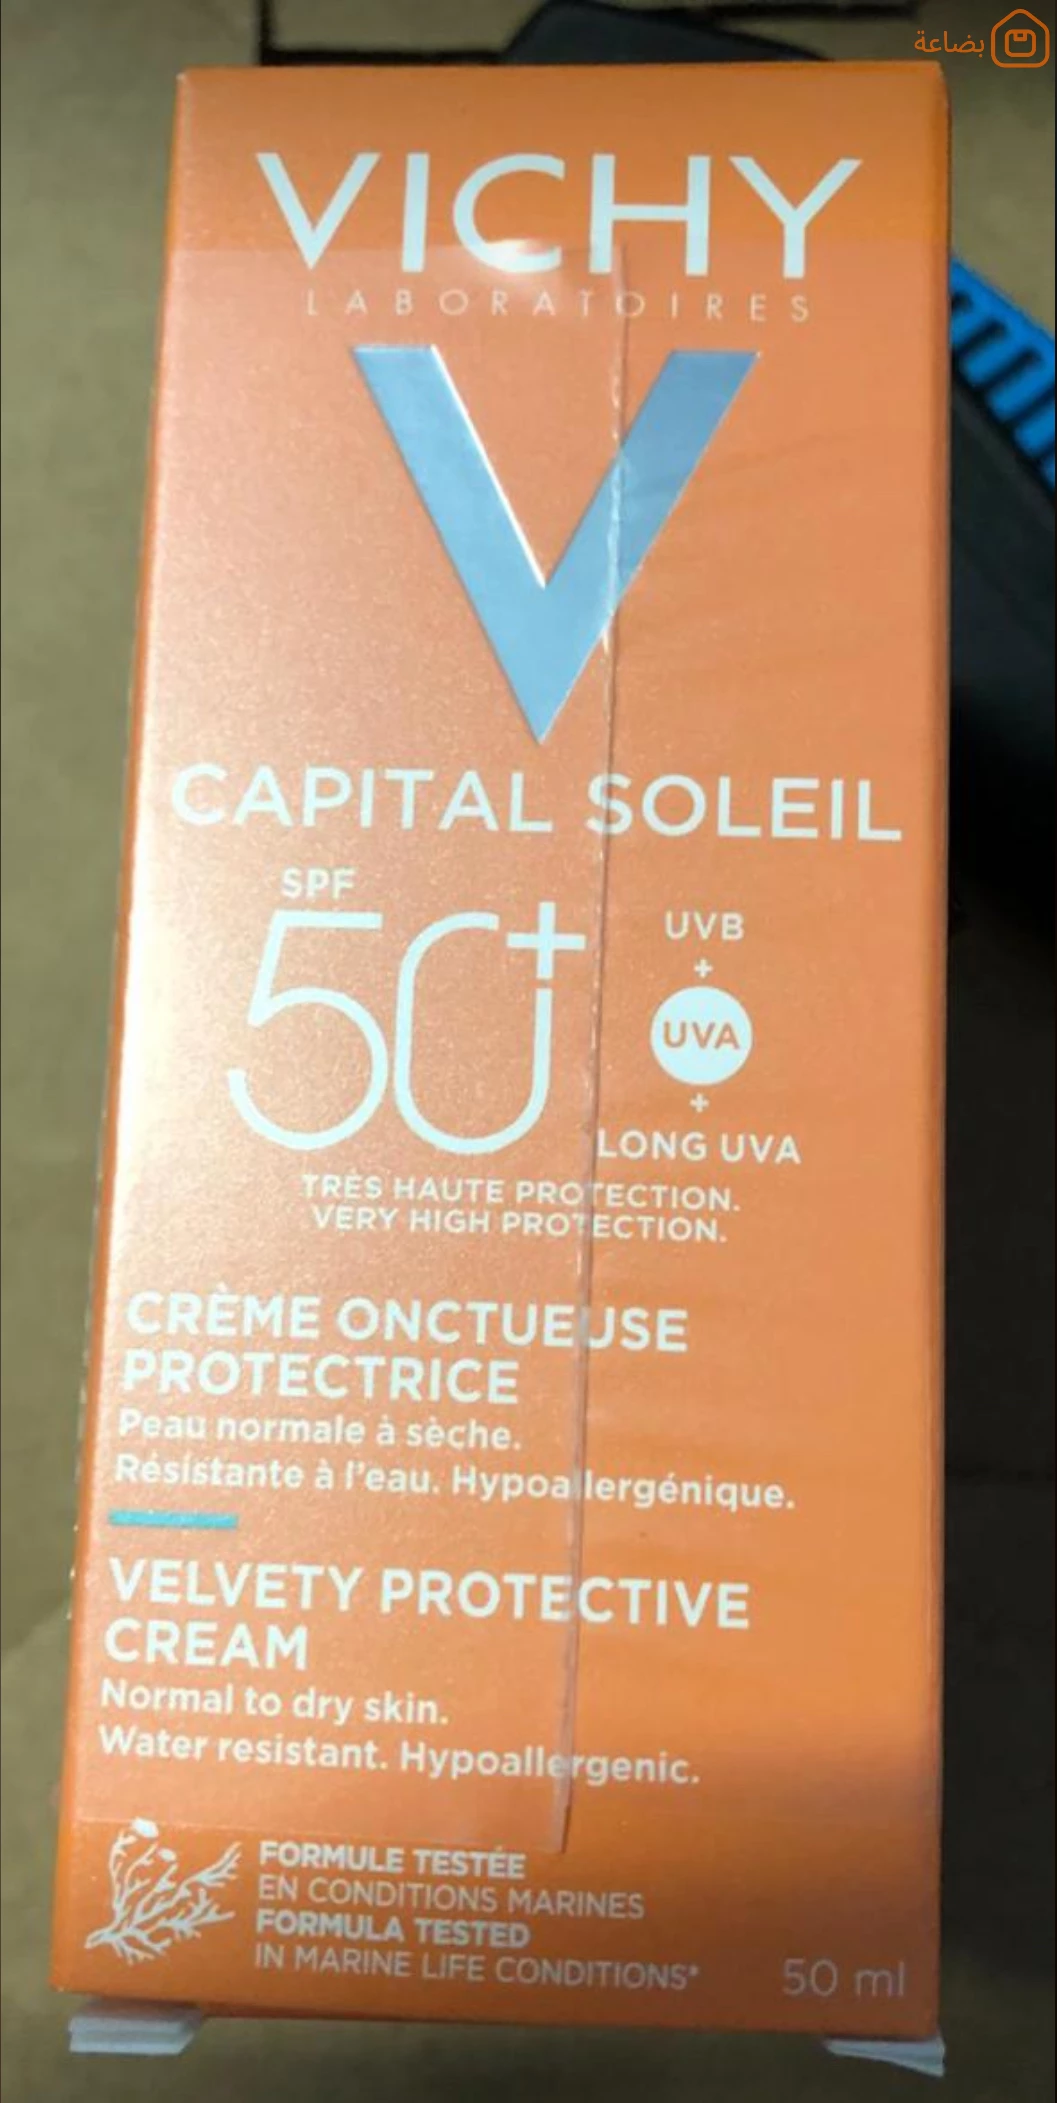 بضاعة
VICHY
LABORATOIRES
CAPITAL SOLEIL
SPF
50+
UVB
+
UVA
+
LONG UVA
TRÈS HAUTE PROTECTION.
VERY HIGH PROTECTION.
CRÈME ONCTUEUSE
PROTECTRICE
Peau normale à sèche.
Résistante à l'eau. Hypoallergénique.
VELVETY PROTECTIVE
CREAM
Normal to dry skin.
Water resistant. Hypoallergenic.
FORMULE TESTÉE
EN CONDITIONS MARINES
FORMULA TESTED
IN MARINE LIFE CONDITIONS*
50 ml